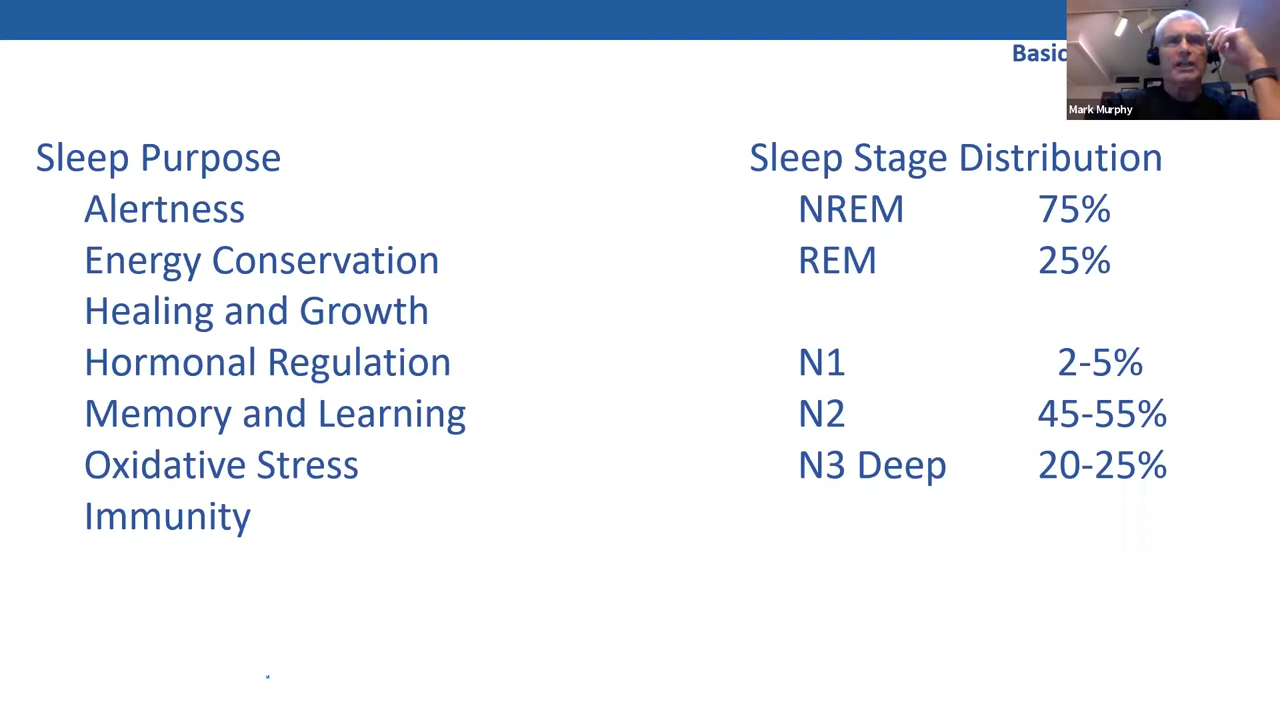 Basic
Mark Murphy
Sleep Purpose
Alertness
Energy Conservation
Healing and Growth
Hormonal Regulation
Memory and Learning
Oxidative Stress
Immunity
Sleep Stage Distribution
NREM 75%
REM 25%
N1 2-5%
N2 45-55%
N3 Deep 20-25%